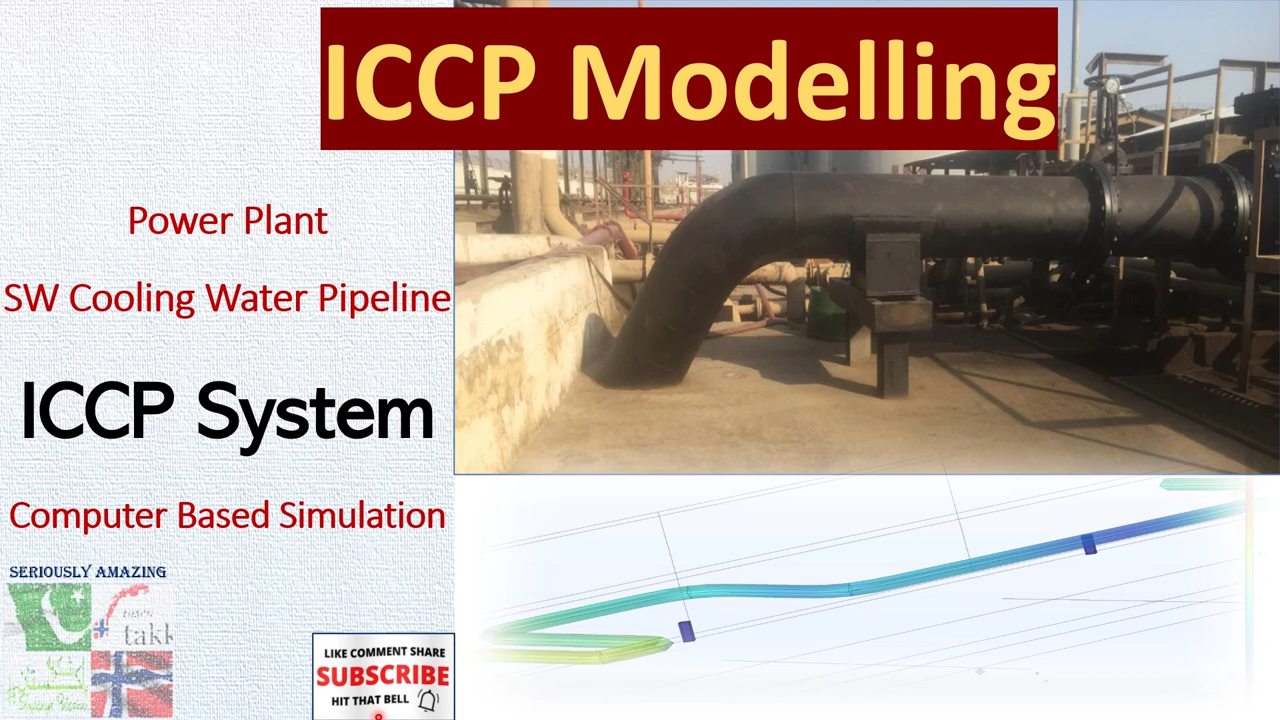 ICCP Modelling
Power Plant
SW Cooling Water Pipeline
ICCP System
Computer Based Simulation
SERIOUSLY AMAZING
takk
LIKE COMMENT SHARE
SUBSCRIBE
HIT THAT BELL